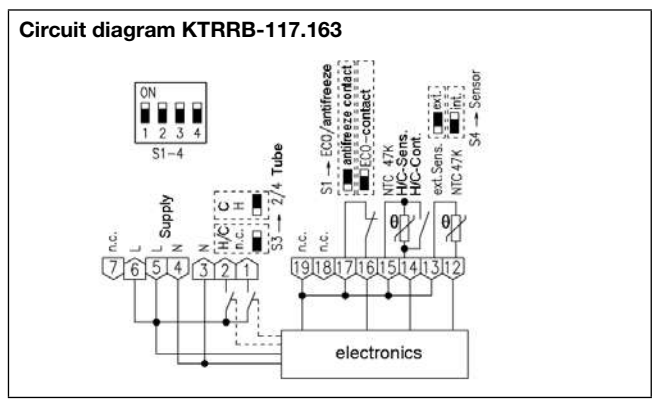 Circuit diagram KTRRB-117.163
ON
1 2 3 4
S1-4
S1 → ECO/antifreeze
antifreeze contact
ECO-contact
NTC 47K
H/C-Sens.
H/C-Cont.
ext.
int.
S4 → Sensor
ext.Sens.
NTC 47K
C
H
H/C
n.c.
S3 → 2/4 Tube
Supply
n.c.
L
L
N
N
n.c.
n.c.
θ
θ
7 6 5 4 3 2 1
19 18 17 16 15 14 13 12
electronics